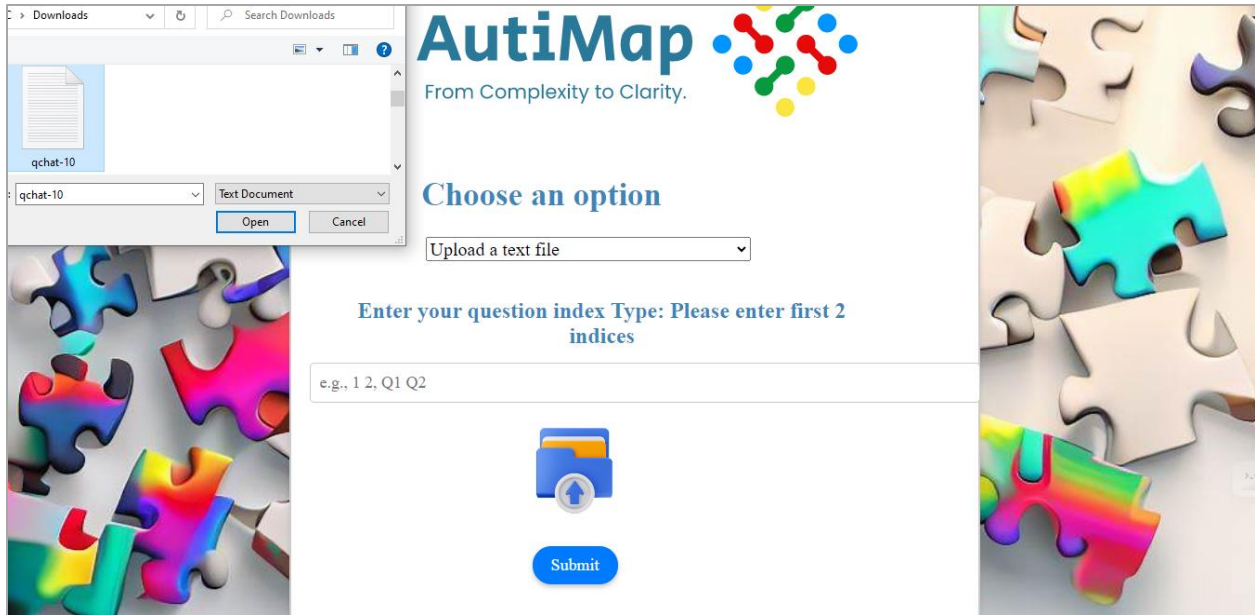 C › Downloads
Search Downloads
?
qchat-10
: qchat-10
Text Document
Open
Cancel
AutiMap
From Complexity to Clarity.
Choose an option
Upload a text file
Enter your question index Type: Please enter first 2
indices
e.g., 1 2, Q1 Q2
Submit